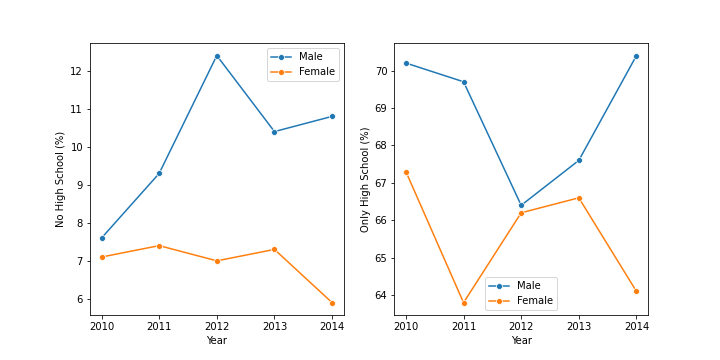 No High School (%)
12
11
10
9
8
7
6
2010 2011 2012 2013 2014
Year
Male
Female
Only High School (%)
70
69
68
67
66
65
64
2010 2011 2012 2013 2014
Year
Male
Female